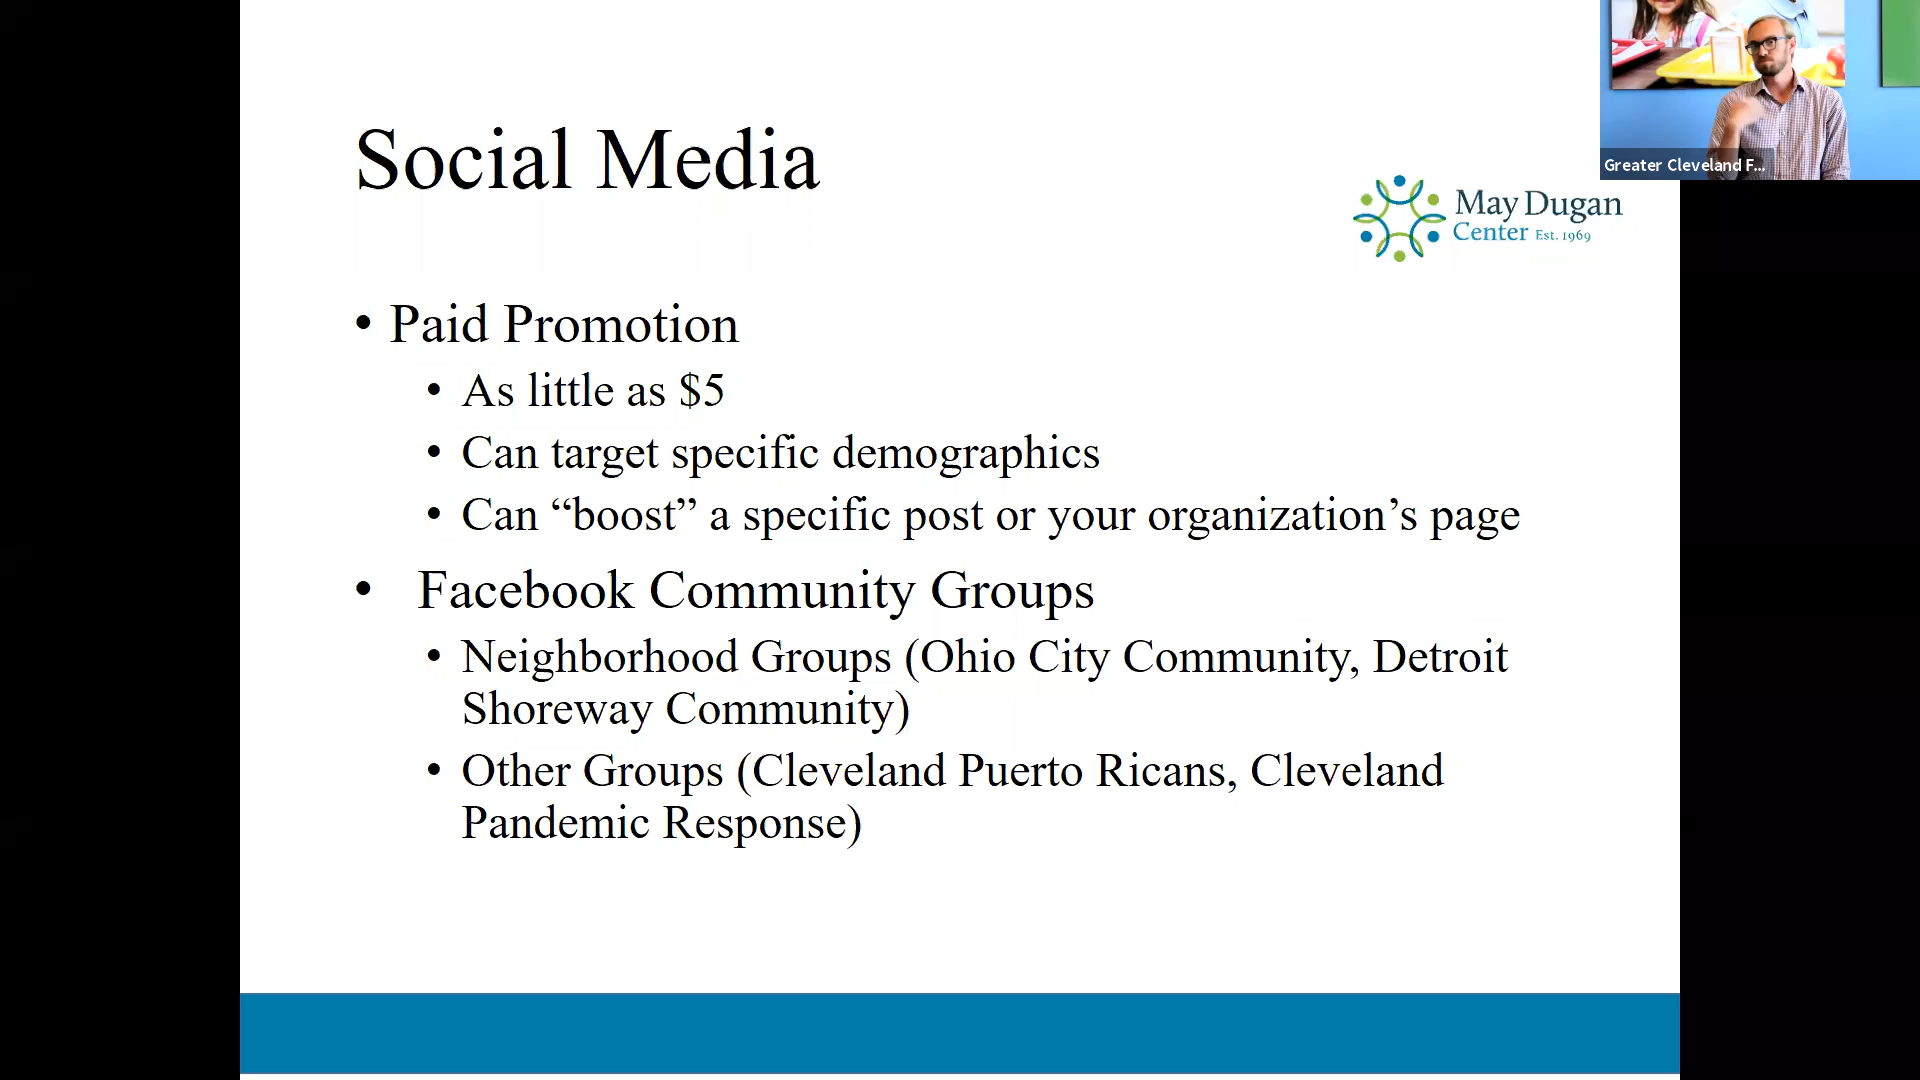 Social Media
Greater Cleveland F...
May Dugan
Center Est. 1969
• Paid Promotion
• As little as $5
• Can target specific demographics
• Can “boost” a specific post or your organization’s page
• Facebook Community Groups
• Neighborhood Groups (Ohio City Community, Detroit
Shoreway Community)
• Other Groups (Cleveland Puerto Ricans, Cleveland
Pandemic Response)